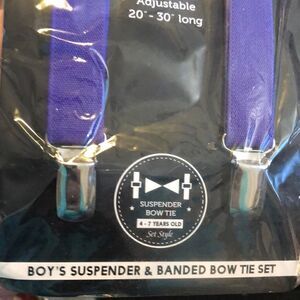 Adjustable
20"- 30" long
SUSPENDER
BOW TIE
4 - 7 YEARS OLD
Set Style
BOY'S SUSPENDER & BANDED BOW TIE SET